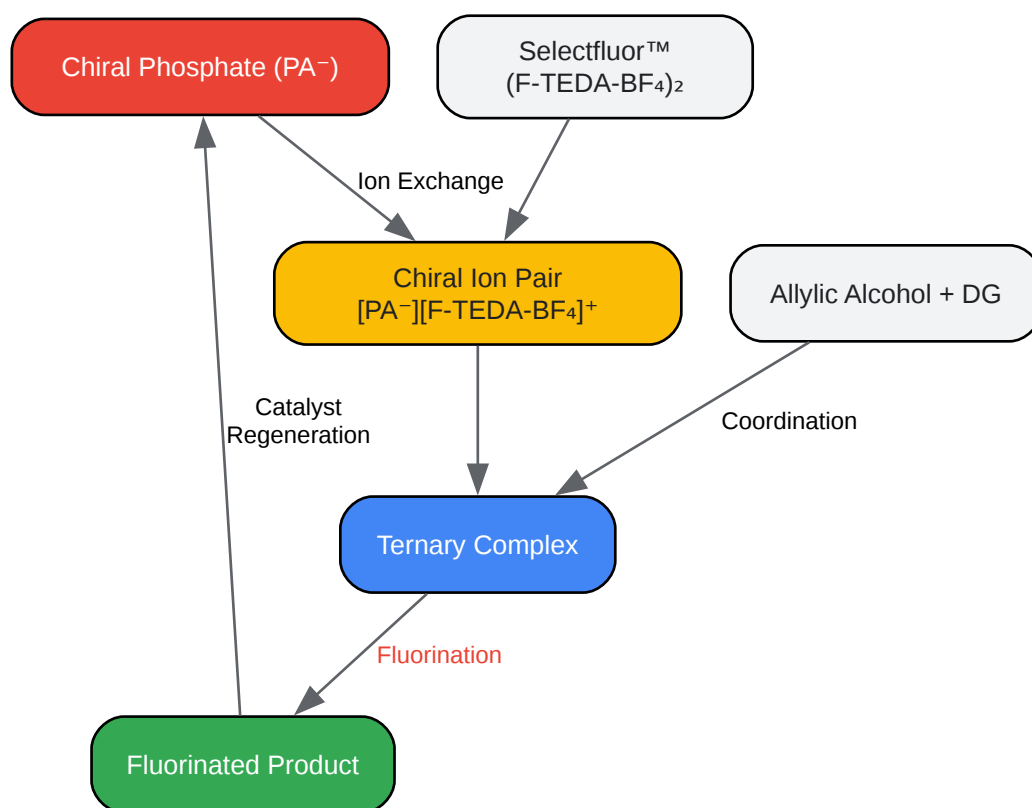 Chiral Phosphate (PA⁻)
Selectfluor™
(F-TEDA-BF₄)₂
Ion Exchange
Chiral Ion Pair
[PA⁻][F-TEDA-BF₄]⁺
Allylic Alcohol + DG
Catalyst
Regeneration
Coordination
Ternary Complex
Fluorination
Fluorinated Product